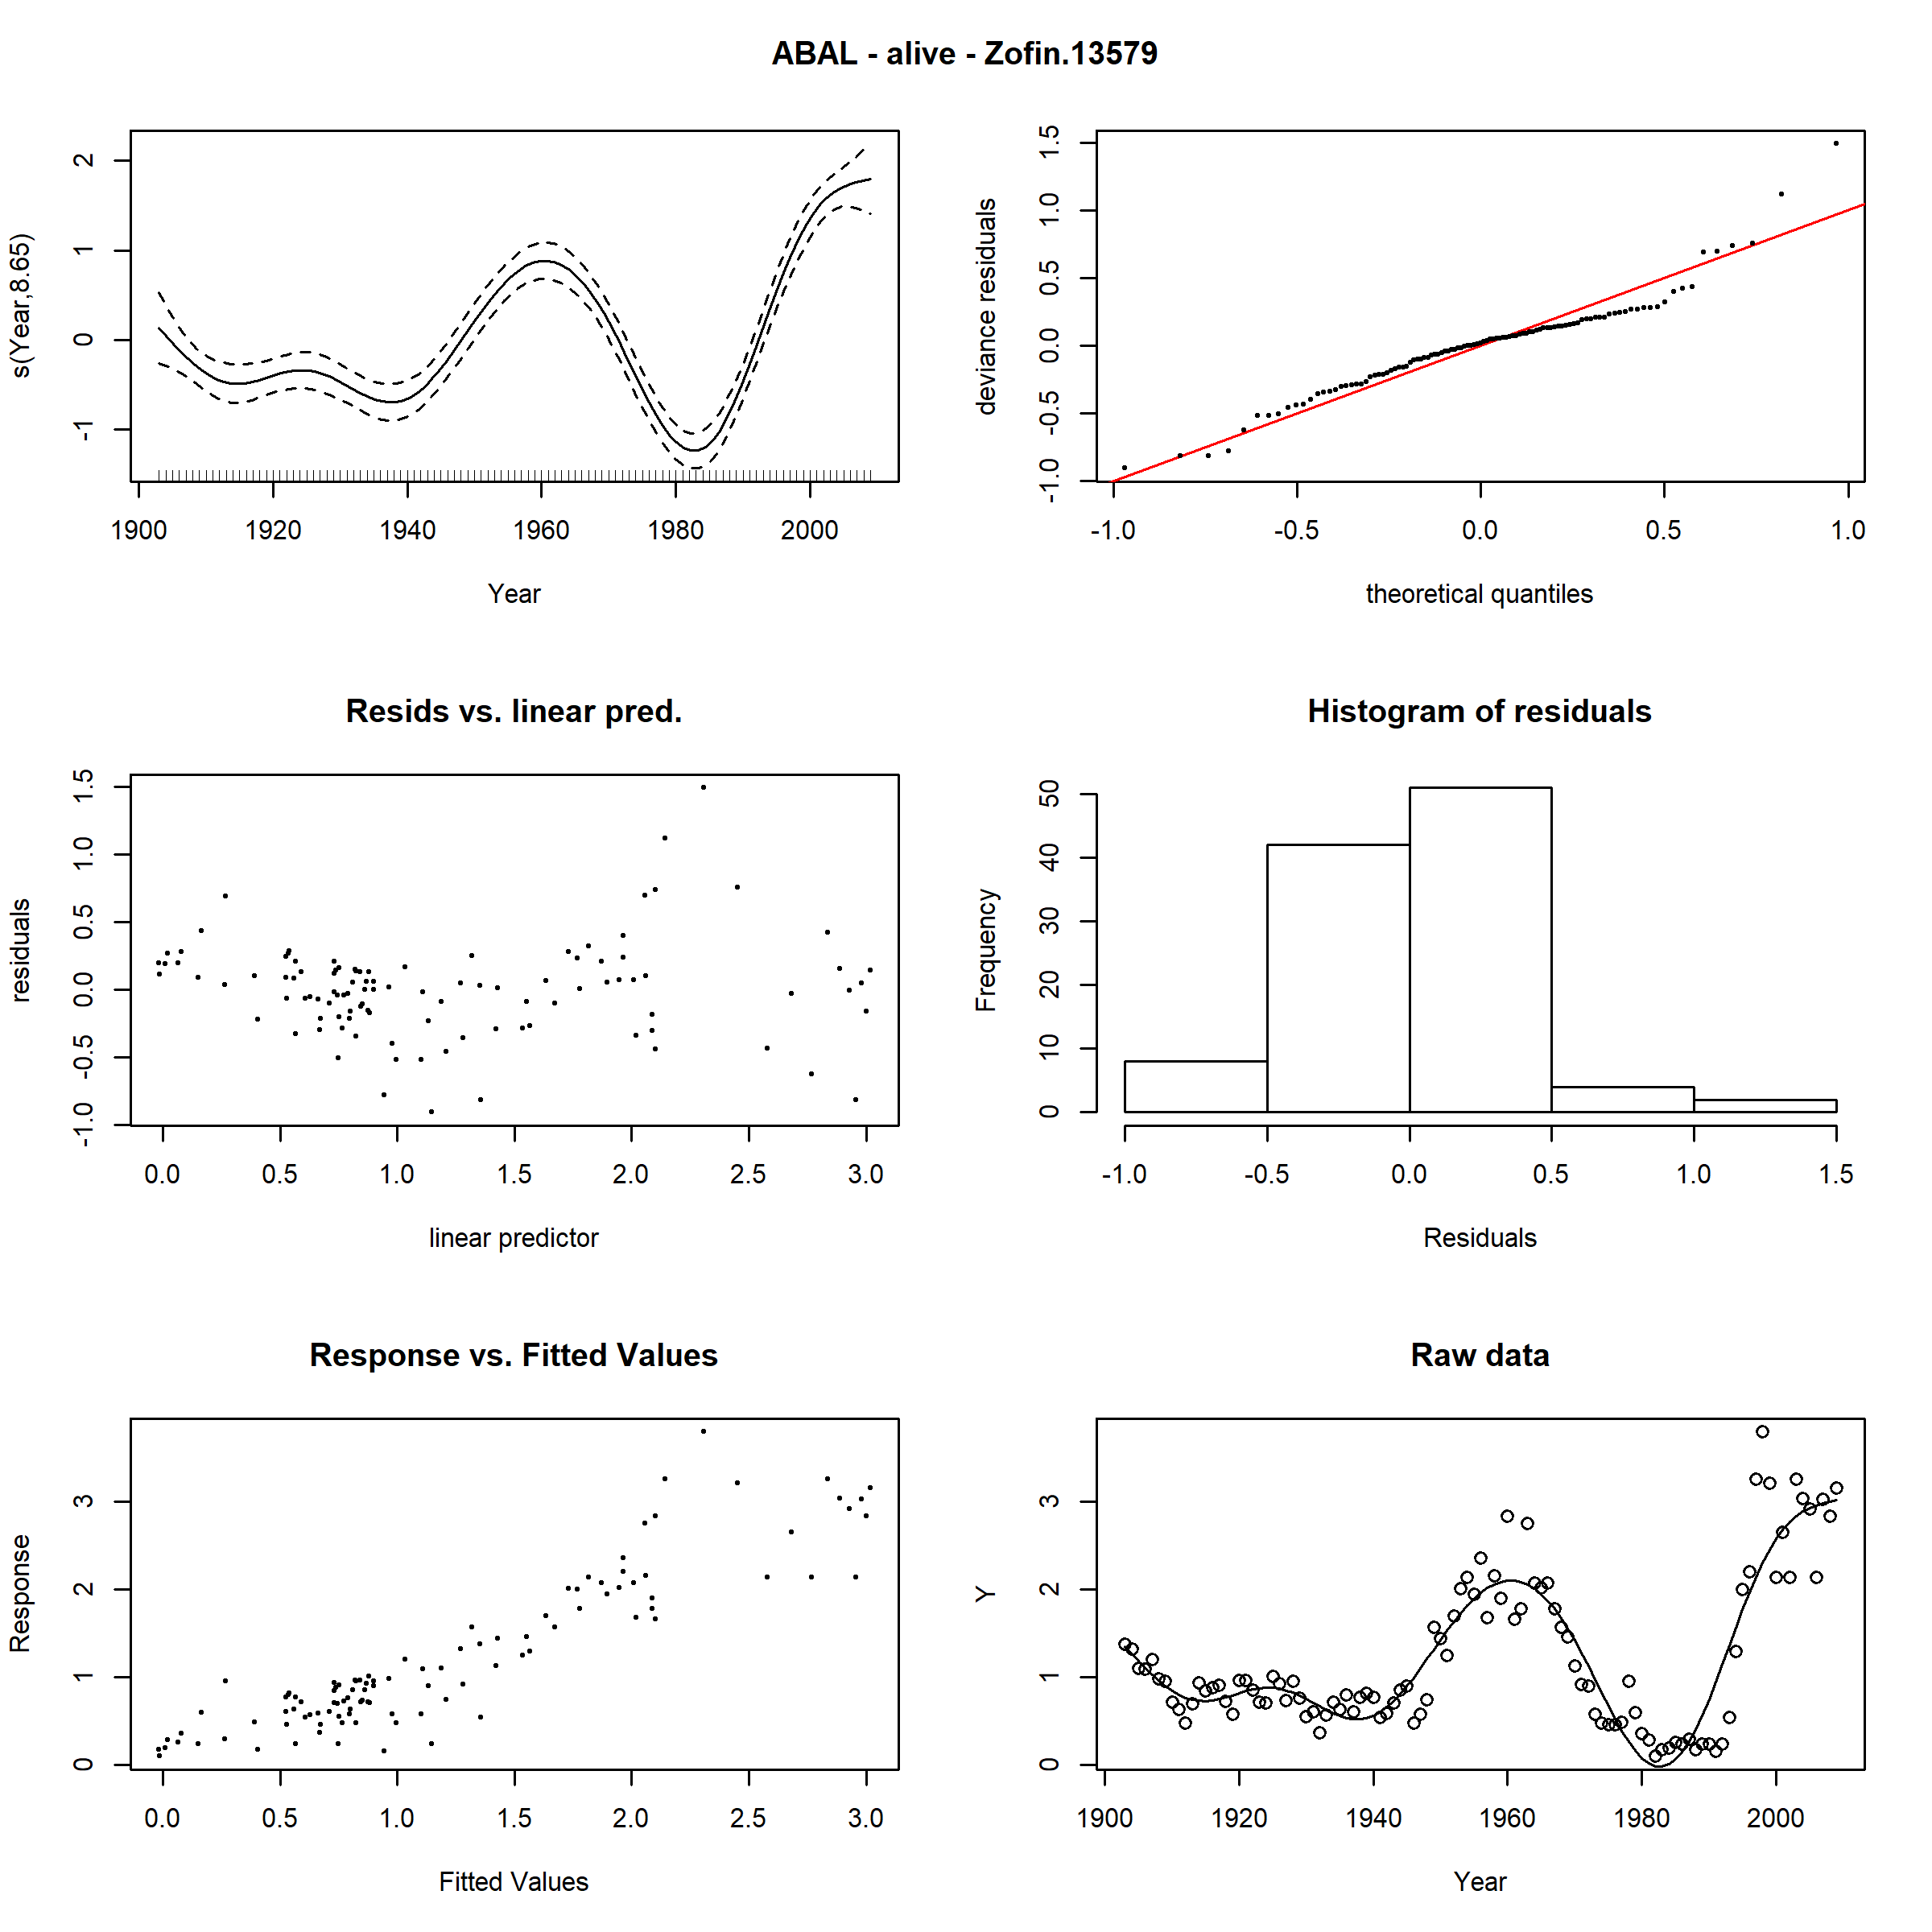 ABAL - alive - Zofin.13579
s(Year,8.65)
-1 0 1 2
1900 1920 1940 1960 1980 2000
Year
deviance residuals
-1.0 -0.5 0.0 0.5 1.0 1.5
-1.0 -0.5 0.0 0.5 1.0
theoretical quantiles
Resids vs. linear pred.
residuals
-1.0 -0.5 0.0 0.5 1.0 1.5
0.0 0.5 1.0 1.5 2.0 2.5 3.0
linear predictor
Histogram of residuals
Frequency
0 10 20 30 40 50
-1.0 -0.5 0.0 0.5 1.0 1.5
Residuals
Response vs. Fitted Values
Response
0 1 2 3
0.0 0.5 1.0 1.5 2.0 2.5 3.0
Fitted Values
Raw data
Y
0 1 2 3
1900 1920 1940 1960 1980 2000
Year